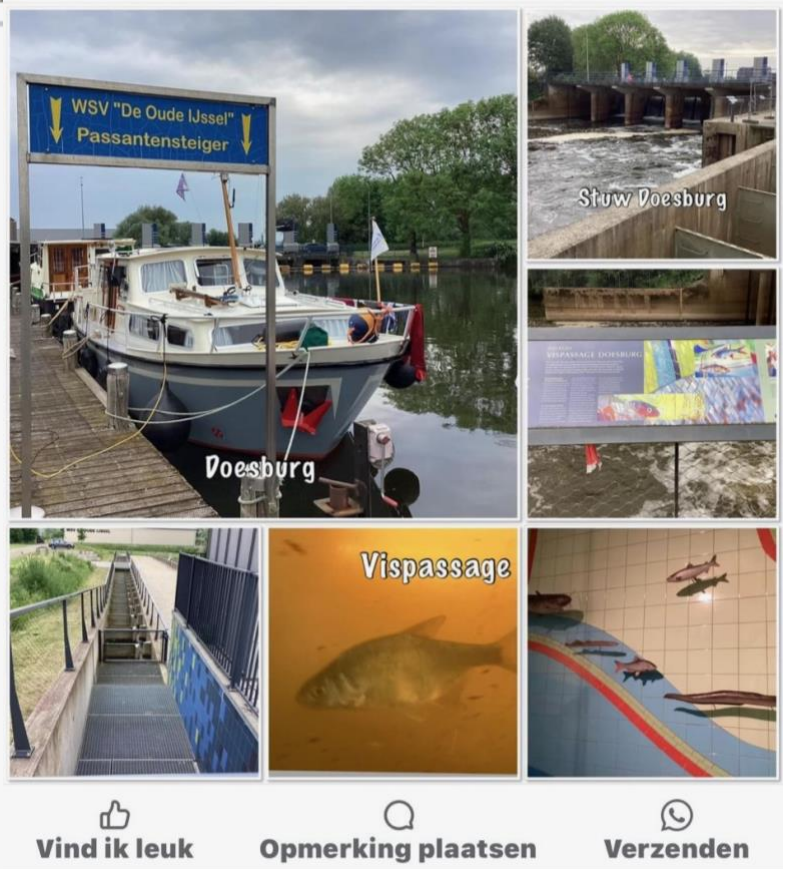 WSV "De Oude IJssel"
Passantensteiger
Doesburg
Stuw Doesburg
VISPASSAGE DOESBURG
Vispassage
Vind ik leuk
Opmerking plaatsen
Verzenden